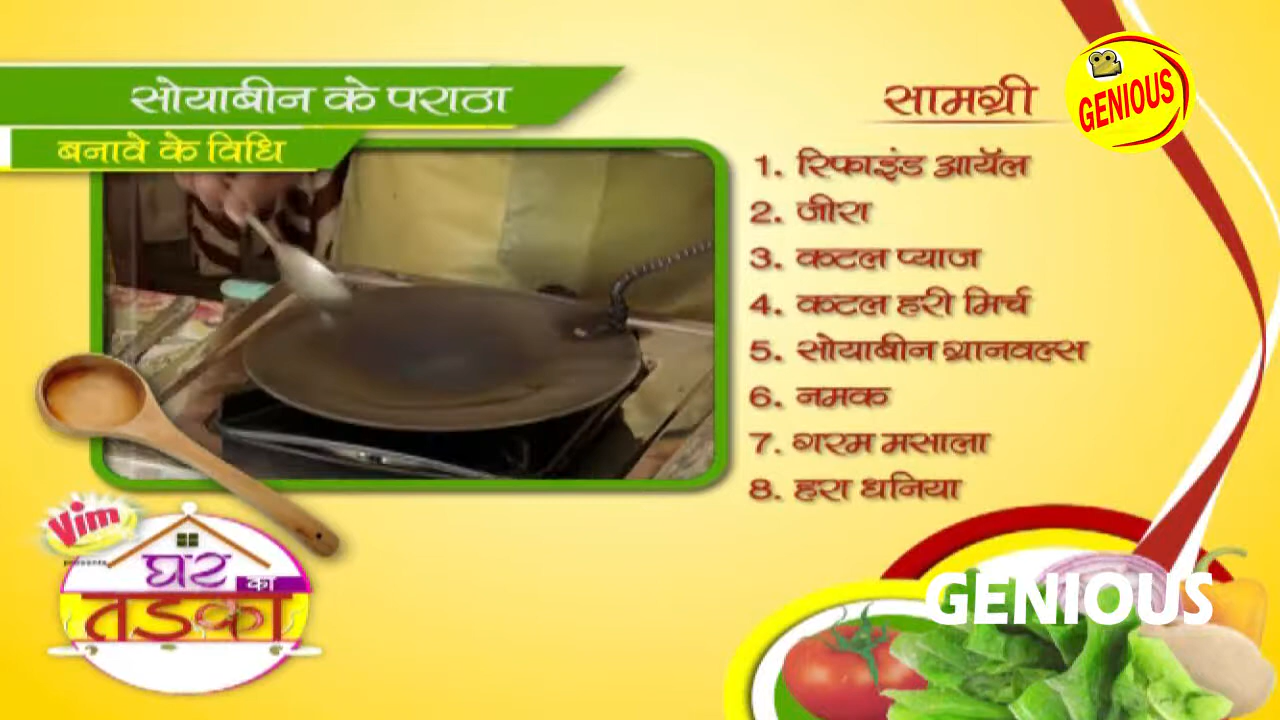 सोयाबीन के पराठा
बनावे के विधि
सामग्री
GENIOUS
1. रिफाइंड आयॅल
2. जीरा
3. कटल प्याज
4. कटल हरी मिर्च
5. सोयाबीन ग्रानवल्स
6. नमक
7. गरम मसाला
8. हरा धनिया
Vim
presents
घर का
तड़का
GENIOUS